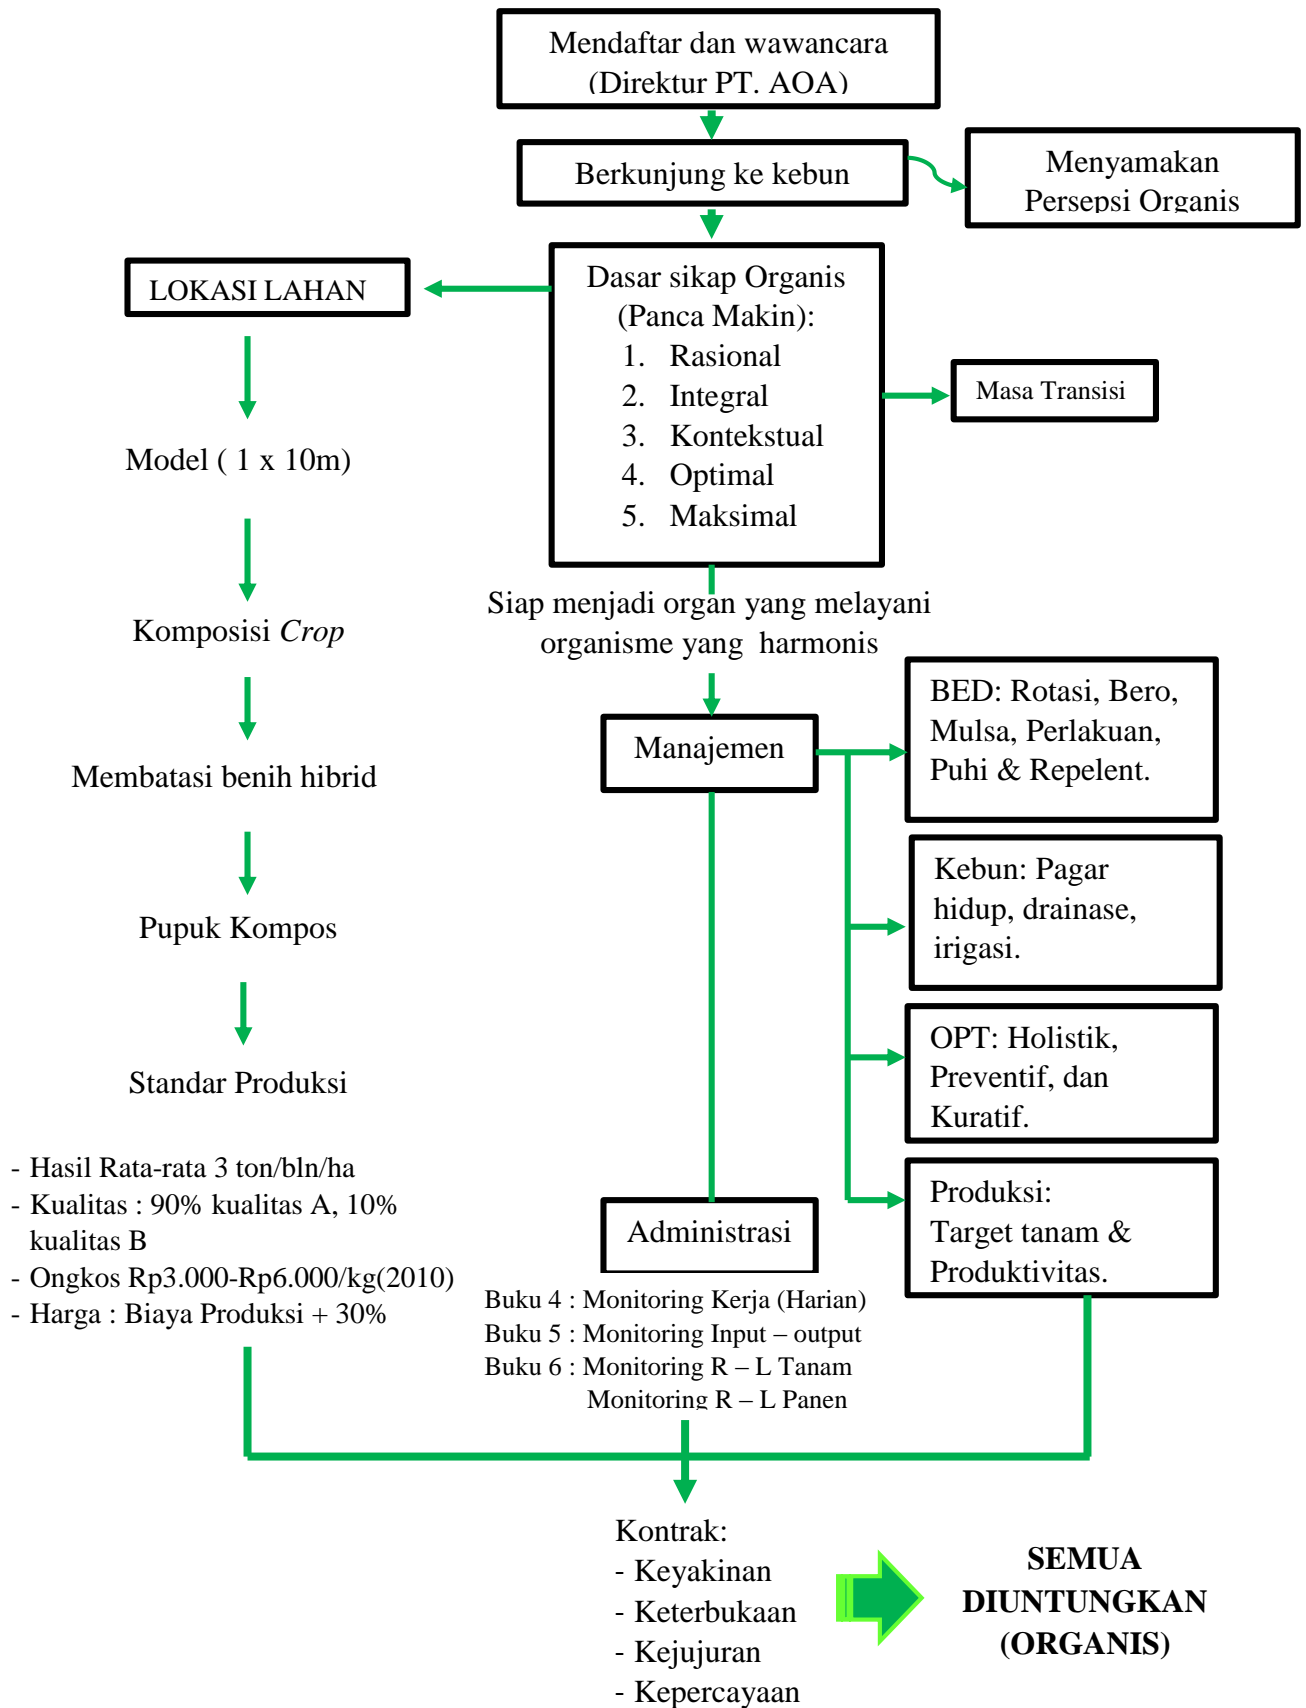 Mendaftar dan wawancara
(Direktur PT. AOA)
Berkunjung ke kebun
Menyamakan
Persepsi Organis
LOKASI LAHAN
Dasar sikap Organis
(Panca Makin):
1. Rasional
2. Integral
3. Kontekstual
4. Optimal
5. Maksimal
Masa Transisi
Model ( 1 x 10m)
Komposisi Crop
Membatasi benih hibrid
Pupuk Kompos
Standar Produksi
- Hasil Rata-rata 3 ton/bln/ha
- Kualitas : 90% kualitas A, 10%
kualitas B
- Ongkos Rp3.000-Rp6.000/kg(2010)
- Harga : Biaya Produksi + 30%
Siap menjadi organ yang melayani
organisme yang harmonis
Manajemen
BED: Rotasi, Bero,
Mulsa, Perlakuan,
Puhi & Repelent.
Kebun: Pagar
hidup, drainase,
irigasi.
OPT: Holistik,
Preventif, dan
Kuratif.
Produksi:
Target tanam &
Produktivitas.
Administrasi
Buku 4 : Monitoring Kerja (Harian)
Buku 5 : Monitoring Input – output
Buku 6 : Monitoring R – L Tanam
Monitoring R – L Panen
Kontrak:
- Keyakinan
- Keterbukaan
- Kejujuran
- Kepercayaan
SEMUA
DIUNTUNGKAN
(ORGANIS)